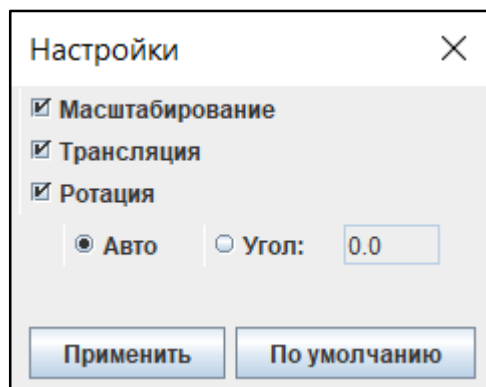 Настройки
Масштабирование
Трансляция
Ротация
Авто Угол: 0.0
Применить По умолчанию